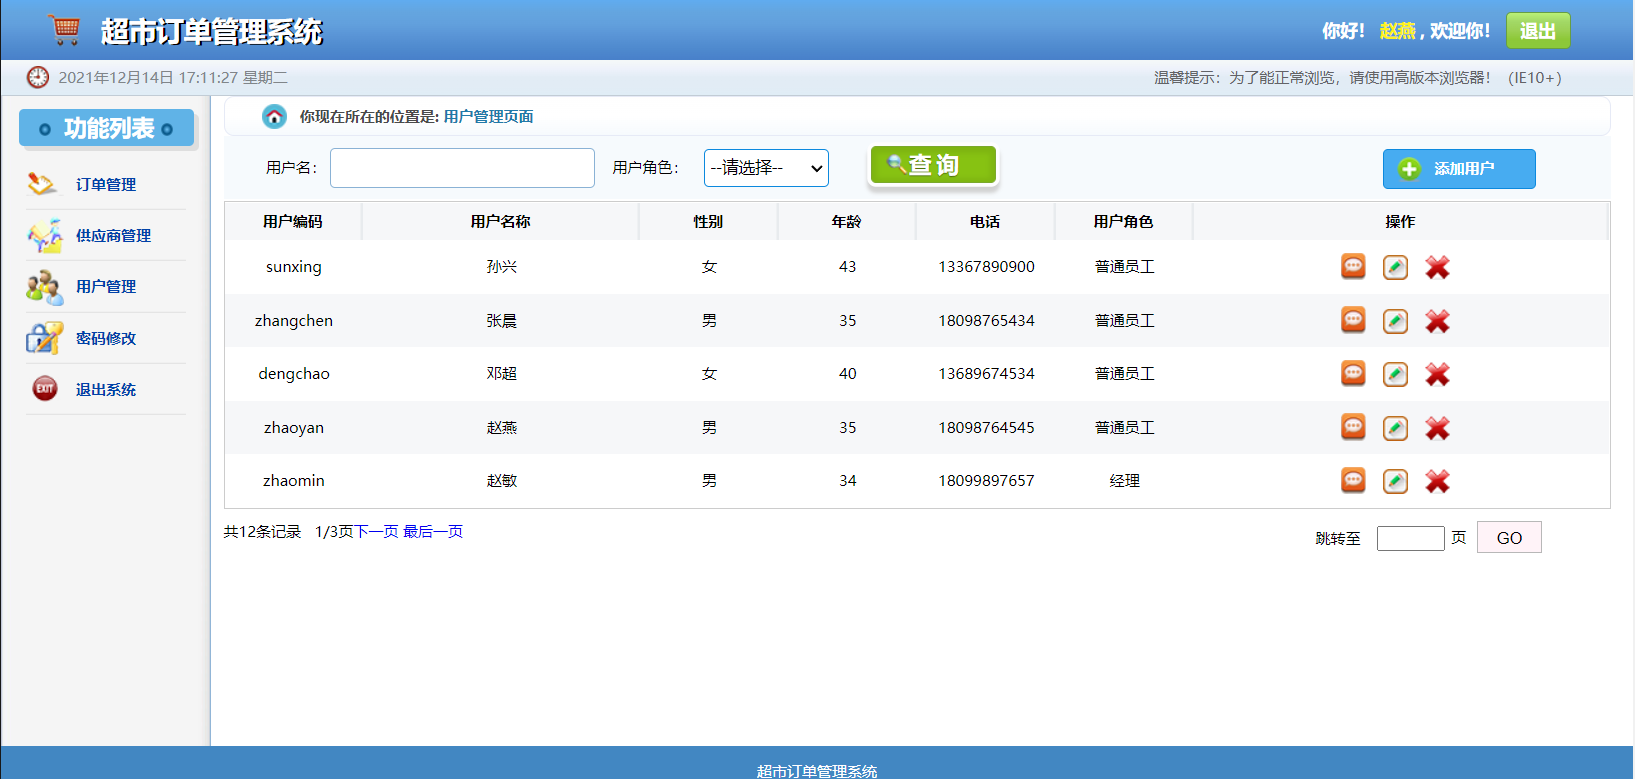 超市订单管理系统
你好！ 赵燕，欢迎你！ 退出
2021年12月14日 17:11:27 星期二
温馨提示：为了能正常浏览，请使用高版本浏览器！ (IE10+)
功能列表
订单管理
供应商管理
用户管理
密码修改
EXIT 退出系统
你现在所在的位置是: 用户管理页面
用户名： 用户角色： --请选择-- 查询 添加用户
用户编码 用户名称 性别 年龄 电话 用户角色 操作
sunxing 孙兴 女 43 13367890900 普通员工
zhangchen 张晨 男 35 18098765434 普通员工
dengchao 邓超 女 40 13689674534 普通员工
zhaoyan 赵燕 男 35 18098764545 普通员工
zhaomin 赵敏 男 34 18099897657 经理
共12条记录 1/3页下一页 最后一页 跳转至 页 GO
超市订单管理系统